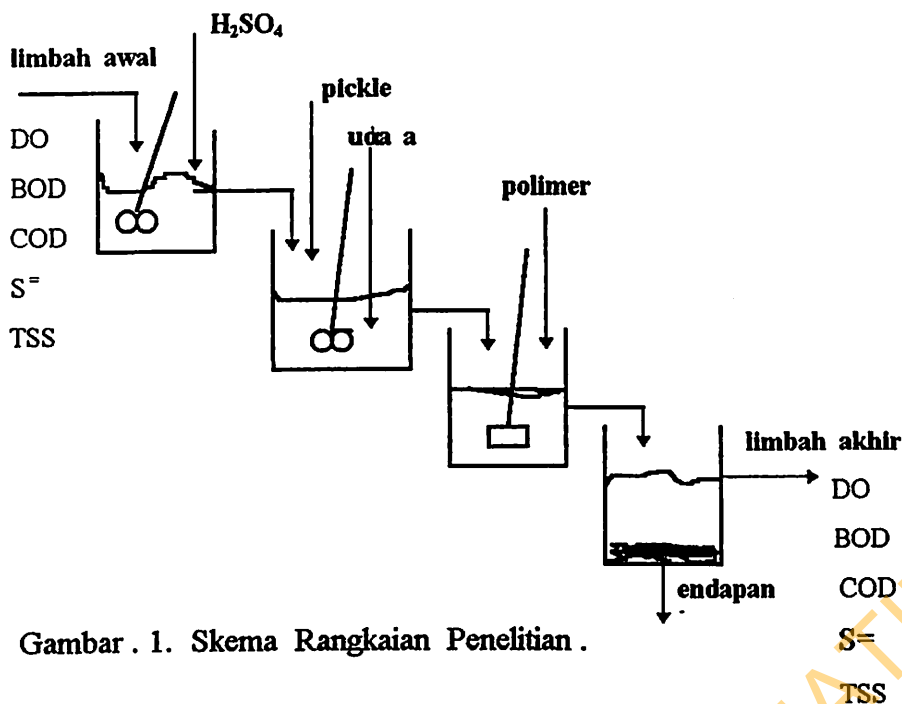 H₂SO₄
limbah awal
pickle
DO
BOD
COD
S⁼
TSS
polimer
limbah akhir
DO
BOD
COD
S=
TSS
endapan
Gambar . 1. Skema Rangkaian Penelitian .